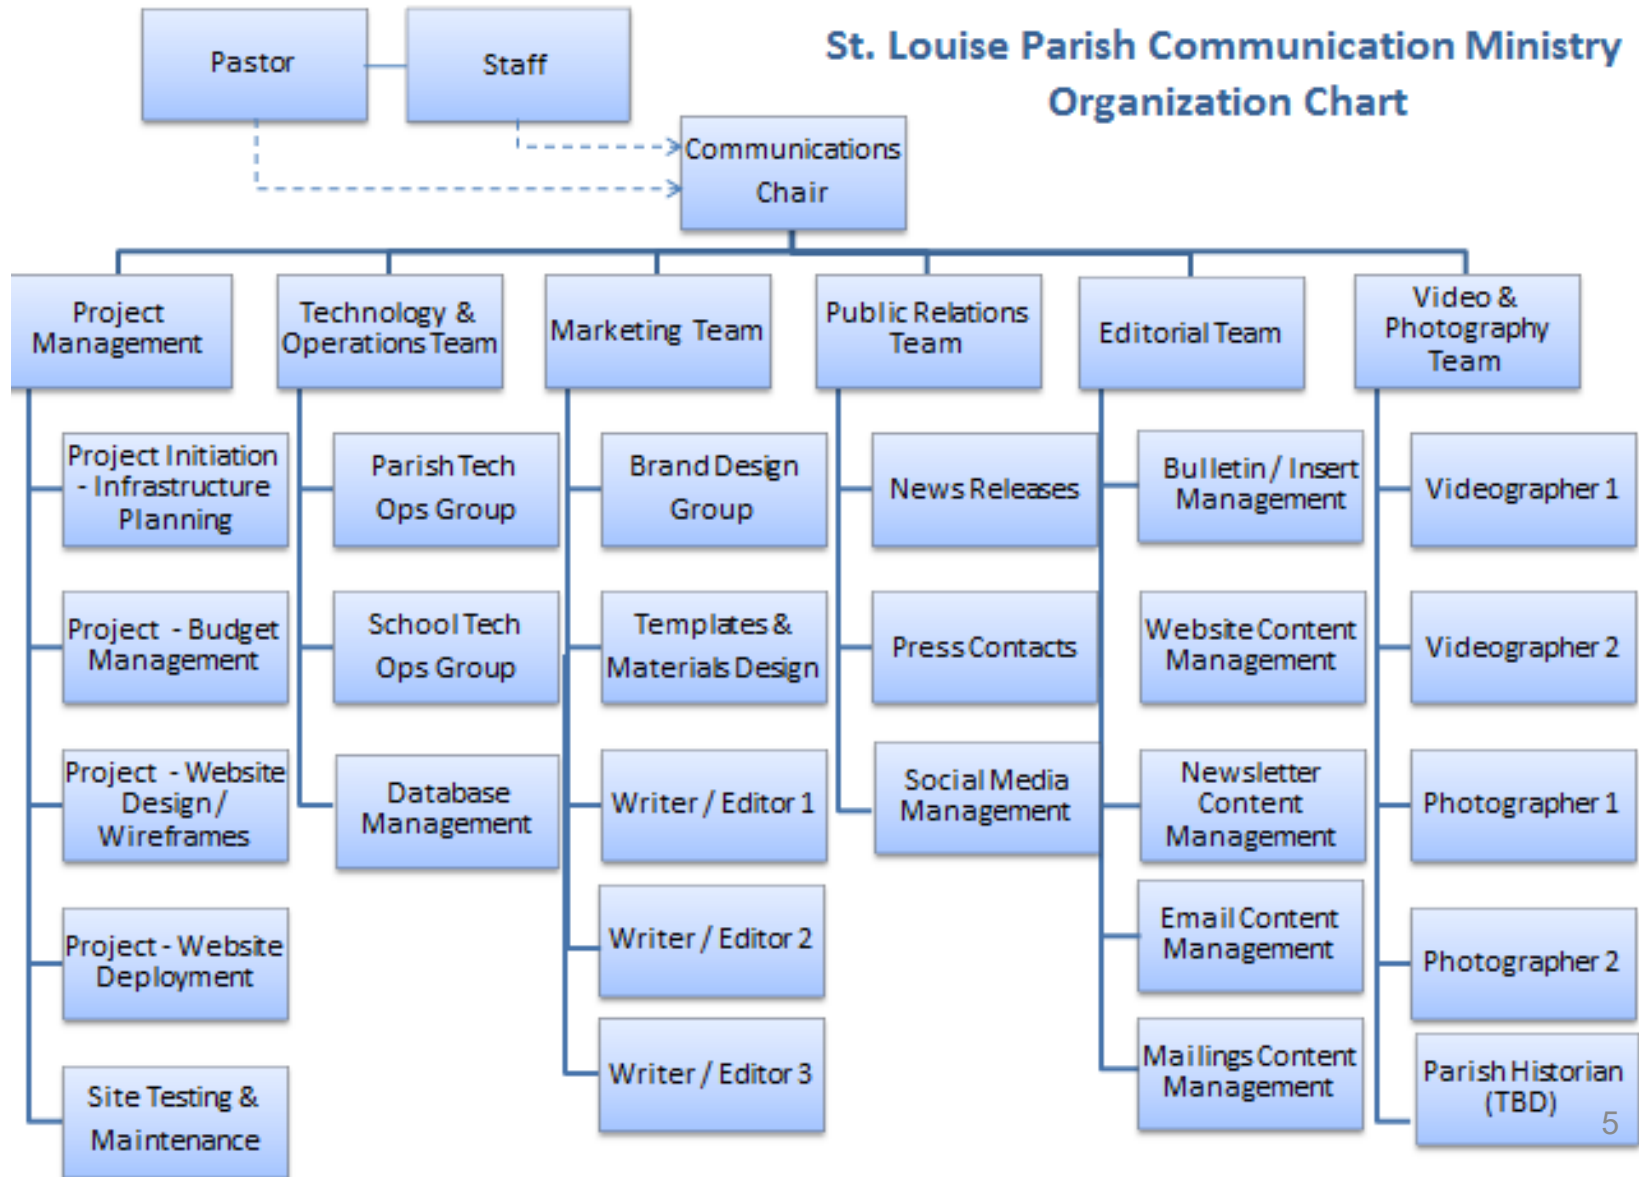 St. Louise Parish Communication Ministry
Organization Chart
Pastor
Staff
Communications
Chair
Project
Management
Technology &
Operations Team
Marketing Team
Public Relations
Team
Editorial Team
Video &
Photography
Team
Project Initiation
- Infrastructure
Planning
Project - Budget
Management
Project - Website
Design /
Wireframes
Project - Website
Deployment
Site Testing &
Maintenance
Parish Tech
Ops Group
School Tech
Ops Group
Database
Management
Brand Design
Group
Templates &
Materials Design
Writer / Editor 1
Writer / Editor 2
Writer / Editor 3
News Releases
Press Contacts
Social Media
Management
Bulletin / Insert
Management
Website Content
Management
Newsletter
Content
Management
Email Content
Management
Mailings Content
Management
Videographer 1
Videographer 2
Photographer 1
Photographer 2
Parish Historian
(TBD)
5